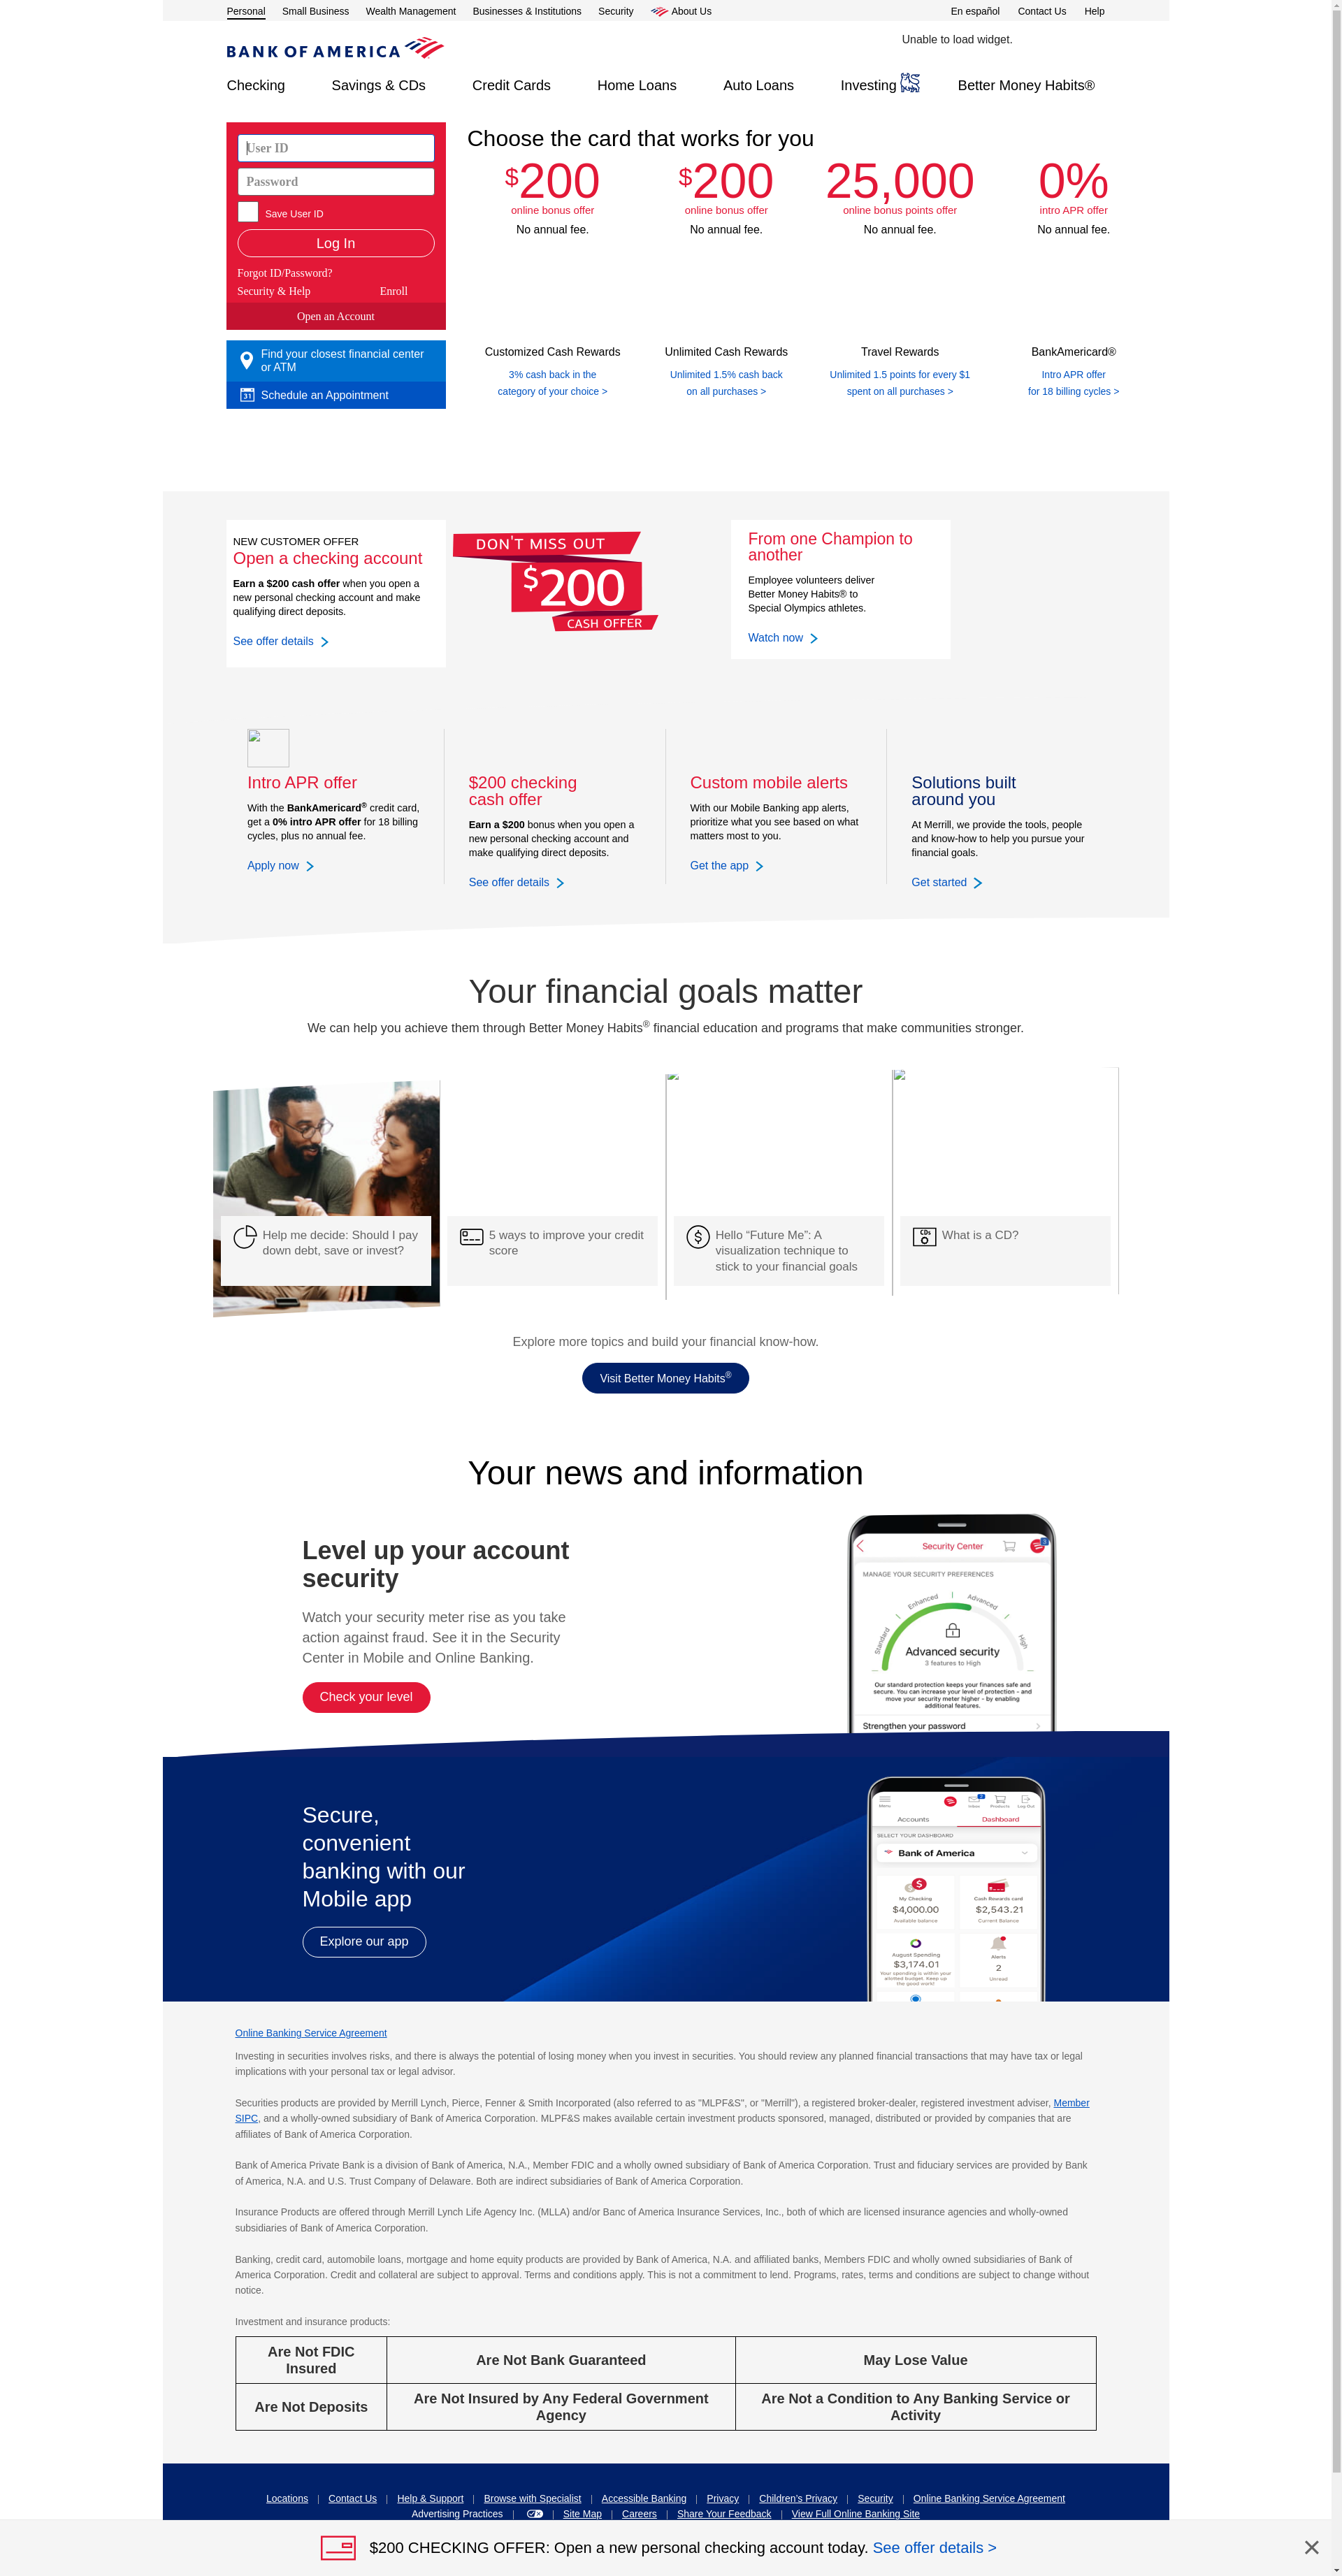 Personal Small Business Wealth Management Businesses & Institutions Security About Us En español Contact Us Help
BANK OF AMERICA
Unable to load widget.
Checking Savings & CDs Credit Cards Home Loans Auto Loans Investing Better Money Habits®
User ID
Password
Save User ID
Log In
Forgot ID/Password?
Security & Help Enroll
Open an Account
Find your closest financial center
or ATM
Schedule an Appointment
Choose the card that works for you
$200 $200 25,000 0%
online bonus offer online bonus offer online bonus points offer intro APR offer
No annual fee. No annual fee. No annual fee. No annual fee.
Customized Cash Rewards Unlimited Cash Rewards Travel Rewards BankAmericard®
3% cash back in the Unlimited 1.5% cash back Unlimited 1.5 points for every $1 Intro APR offer
category of your choice > on all purchases > spent on all purchases > for 18 billing cycles >
NEW CUSTOMER OFFER
Open a checking account
Earn a $200 cash offer when you open a
new personal checking account and make
qualifying direct deposits.
See offer details
DON'T MISS OUT
$200
CASH OFFER
From one Champion to
another
Employee volunteers deliver
Better Money Habits® to
Special Olympics athletes.
Watch now
Intro APR offer
With the BankAmericard® credit card,
get a 0% intro APR offer for 18 billing
cycles, plus no annual fee.
Apply now
$200 checking
cash offer
Earn a $200 bonus when you open a
new personal checking account and
make qualifying direct deposits.
See offer details
Custom mobile alerts
With our Mobile Banking app alerts,
prioritize what you see based on what
matters most to you.
Get the app
Solutions built
around you
At Merrill, we provide the tools, people
and know-how to help you pursue your
financial goals.
Get started
Your financial goals matter
We can help you achieve them through Better Money Habits® financial education and programs that make communities stronger.
Help me decide: Should I pay
down debt, save or invest?
5 ways to improve your credit
score
Hello “Future Me”: A
visualization technique to
stick to your financial goals
CDs
What is a CD?
Explore more topics and build your financial know-how.
Visit Better Money Habits®
Your news and information
Level up your account
security
Watch your security meter rise as you take
action against fraud. See it in the Security
Center in Mobile and Online Banking.
Check your level
Security Center
MANAGE YOUR SECURITY PREFERENCES
Standard Enhanced Advanced High
Advanced security
3 features to High
Our standard protection keeps your finances safe and
secure. You can increase your level of protection - and
move your security meter higher - by enabling
additional features.
Strengthen your password
Secure,
convenient
banking with our
Mobile app
Explore our app
Menu Inbox Products Log Out
Accounts Dashboard
SELECT YOUR DASHBOARD
Bank of America
My Checking Cash Rewards card
$4,000.00 $2,543.21
Available balance Current Balance
August Spending Alerts
$3,174.01 2
Your spending is within your Unread
allotted budget. Keep up
the good work!
Online Banking Service Agreement
Investing in securities involves risks, and there is always the potential of losing money when you invest in securities. You should review any planned financial transactions that may have tax or legal
implications with your personal tax or legal advisor.
Securities products are provided by Merrill Lynch, Pierce, Fenner & Smith Incorporated (also referred to as "MLPF&S", or "Merrill"), a registered broker-dealer, registered investment adviser, Member
SIPC, and a wholly-owned subsidiary of Bank of America Corporation. MLPF&S makes available certain investment products sponsored, managed, distributed or provided by companies that are
affiliates of Bank of America Corporation.
Bank of America Private Bank is a division of Bank of America, N.A., Member FDIC and a wholly owned subsidiary of Bank of America Corporation. Trust and fiduciary services are provided by Bank
of America, N.A. and U.S. Trust Company of Delaware. Both are indirect subsidiaries of Bank of America Corporation.
Insurance Products are offered through Merrill Lynch Life Agency Inc. (MLLA) and/or Banc of America Insurance Services, Inc., both of which are licensed insurance agencies and wholly-owned
subsidiaries of Bank of America Corporation.
Banking, credit card, automobile loans, mortgage and home equity products are provided by Bank of America, N.A. and affiliated banks, Members FDIC and wholly owned subsidiaries of Bank of
America Corporation. Credit and collateral are subject to approval. Terms and conditions apply. This is not a commitment to lend. Programs, rates, terms and conditions are subject to change without
notice.
Investment and insurance products:
Are Not FDIC
Insured
Are Not Bank Guaranteed
May Lose Value
Are Not Deposits
Are Not Insured by Any Federal Government
Agency
Are Not a Condition to Any Banking Service or
Activity
Locations | Contact Us | Help & Support | Browse with Specialist | Accessible Banking | Privacy | Children's Privacy | Security | Online Banking Service Agreement
Advertising Practices | | Site Map | Careers | Share Your Feedback | View Full Online Banking Site
$200 CHECKING OFFER: Open a new personal checking account today. See offer details >